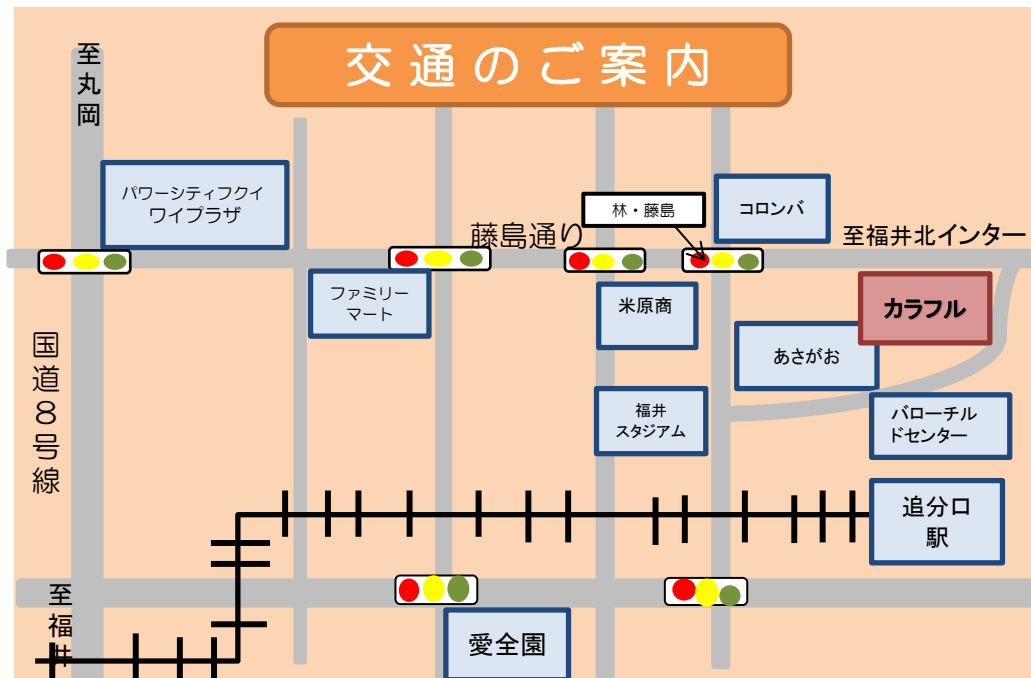 交通のご案内
至丸岡
パワーシティフクイ
ワイプラザ
藤島通り
林・藤島
コロンバ
至福井北インター
ファミリー
マート
米原商
カラフル
あさがお
国道８号線
福井
スタジアム
バローチル
ドセンター
追分口
駅
至福井
愛全園